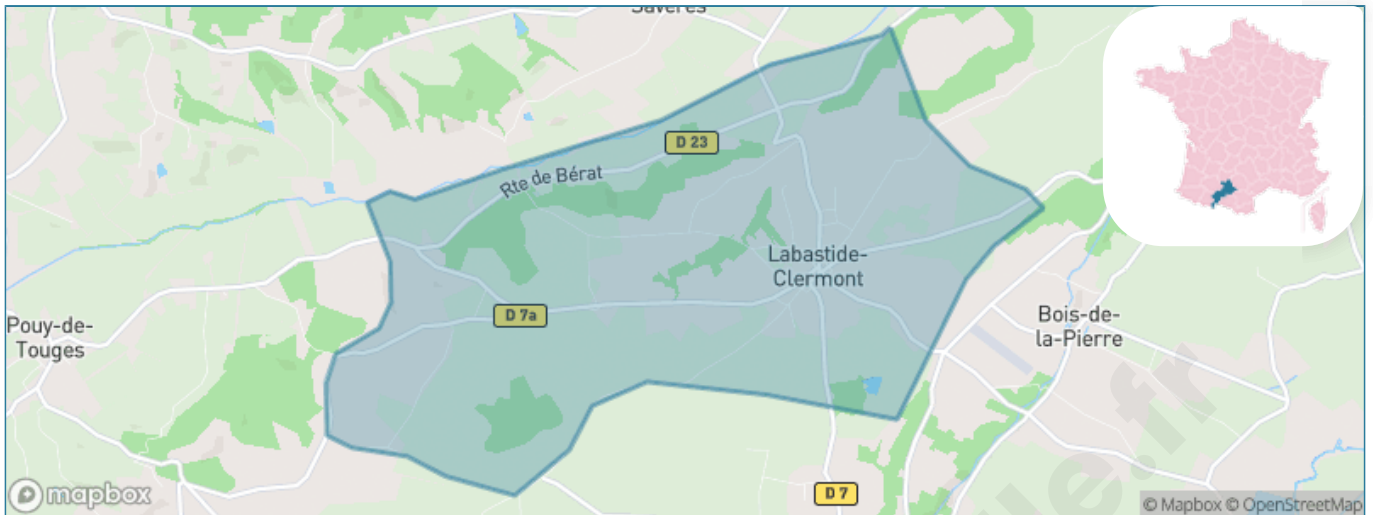 Savères
D 23
Rte de Bérat
Labastide-
Clermont
D 7a
Pouy-de-
Touges
Bois-de-
la-Pierre
D 7
mapbox
© Mapbox © OpenStreetMap